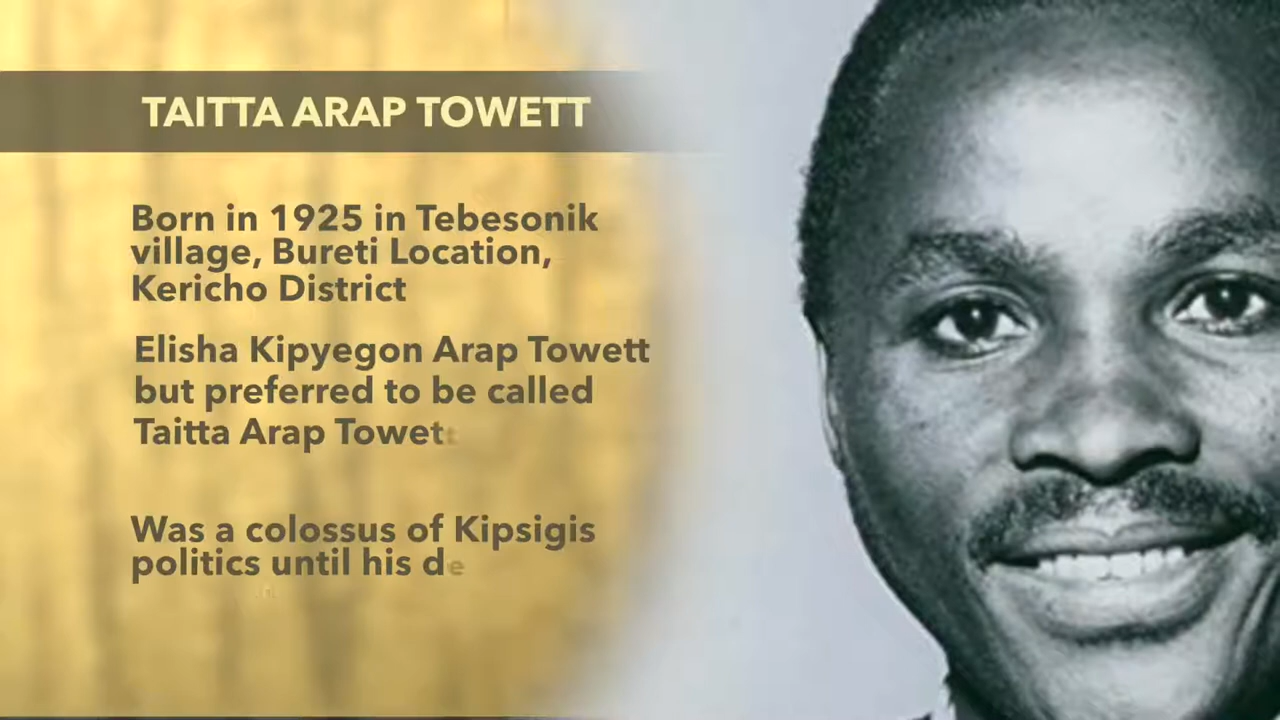 TAITTA ARAP TOWETT
Born in 1925 in Tebesonik
village, Bureti Location,
Kericho District
Elisha Kipyegon Arap Towett
but preferred to be called
Taitta Arap Towett
Was a colossus of Kipsigis
politics until his de